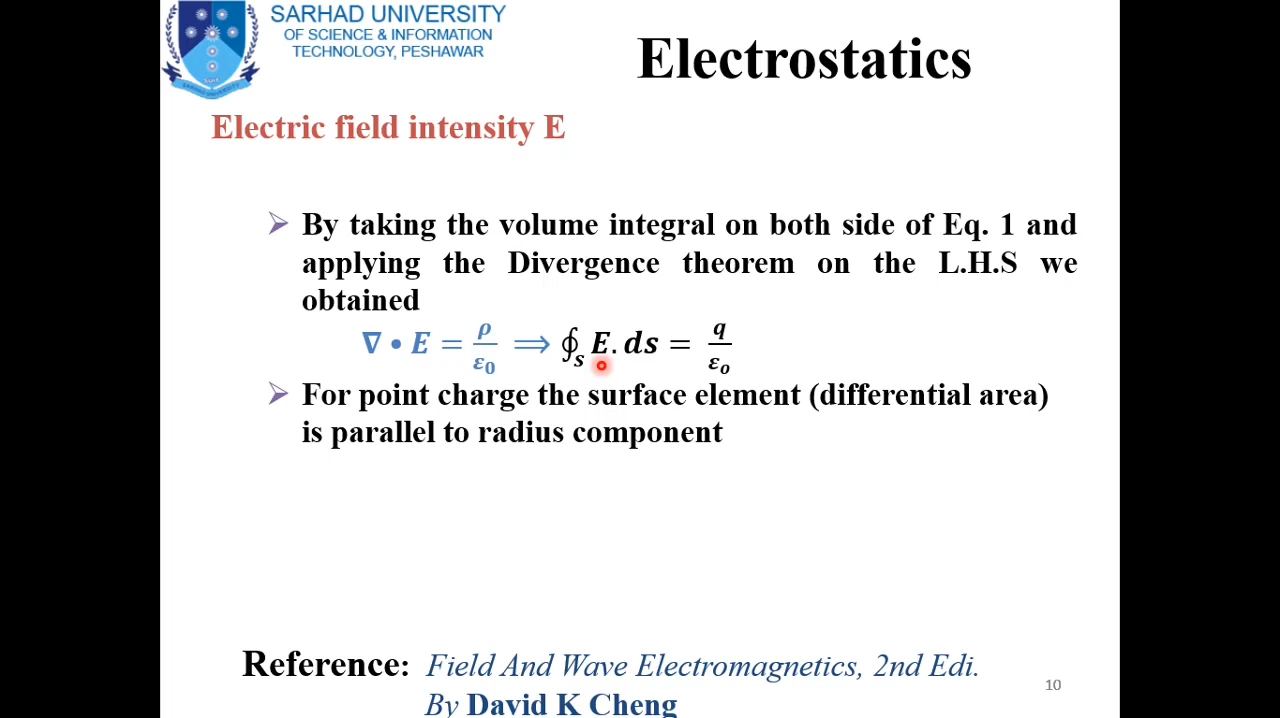 SARHAD UNIVERSITY
OF SCIENCE & INFORMATION
TECHNOLOGY, PESHAWAR
Electrostatics
Electric field intensity E
➢ By taking the volume integral on both side of Eq. 1 and
applying the Divergence theorem on the L.H.S we
obtained
∇ • E = ρ/ε₀ ⟹ ∮ₛ E. ds = q/εₒ
➢ For point charge the surface element (differential area)
is parallel to radius component
Reference: Field And Wave Electromagnetics, 2nd Edi.
By David K Cheng
10